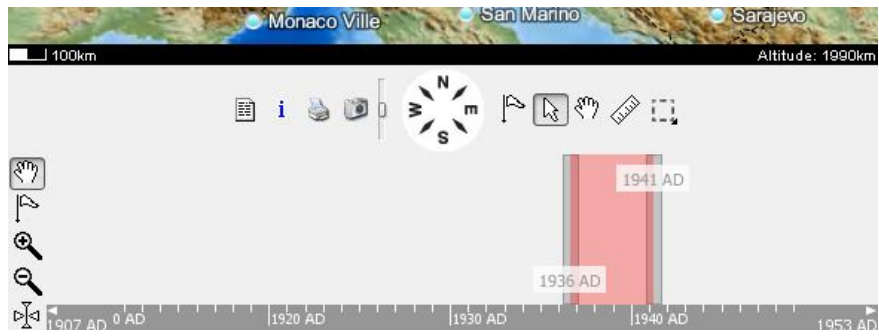 Monaco Ville
San Marino
Sarajevo
100km
Altitude: 1990km
N
W
E
S
i
1941 AD
1936 AD
1907 AD
0 AD
1920 AD
1930 AD
1940 AD
1953 AD